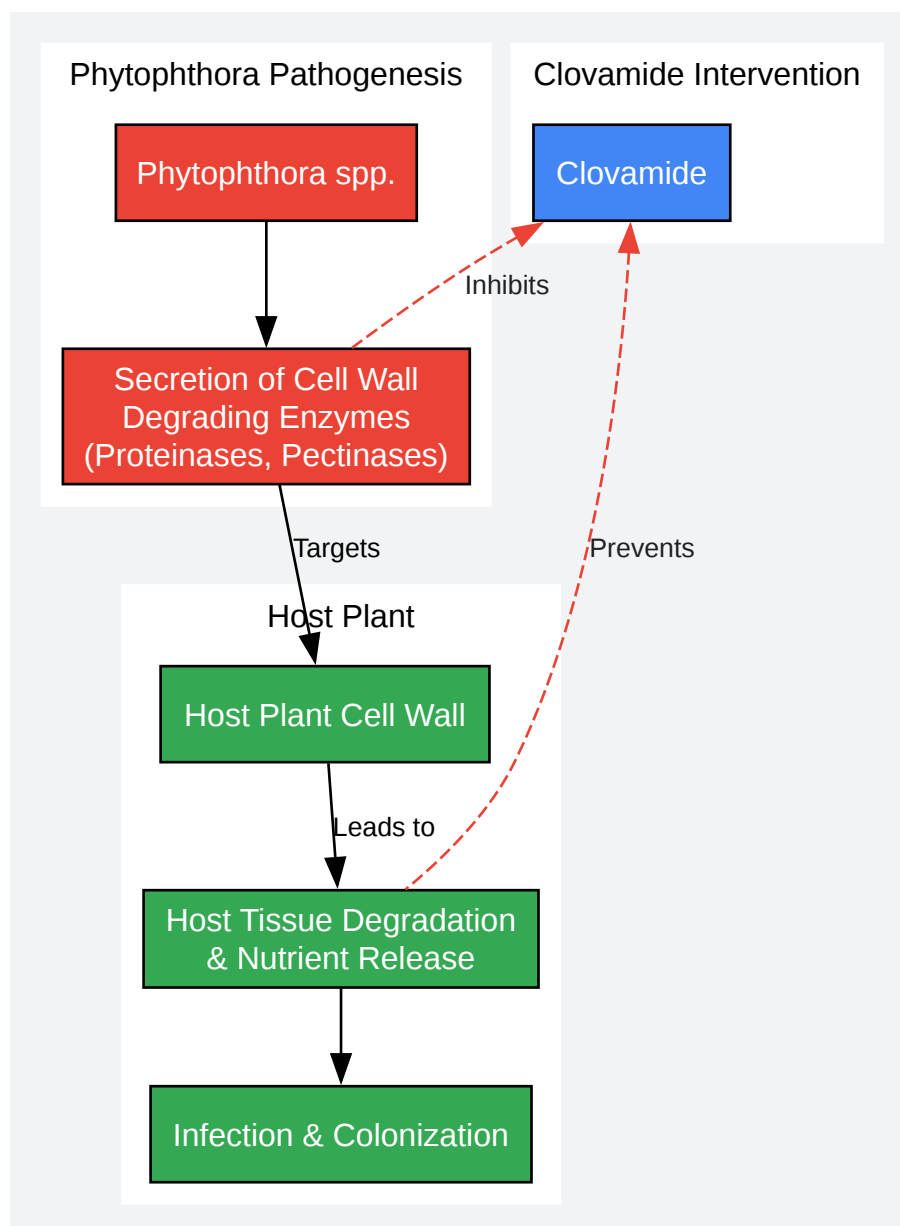 Phytophthora Pathogenesis
Clovamide Intervention
Phytophthora spp.
Clovamide
Inhibits
Secretion of Cell Wall
Degrading Enzymes
(Proteinases, Pectinases)
Targets
Prevents
Host Plant
Host Plant Cell Wall
Leads to
Host Tissue Degradation
& Nutrient Release
Infection & Colonization